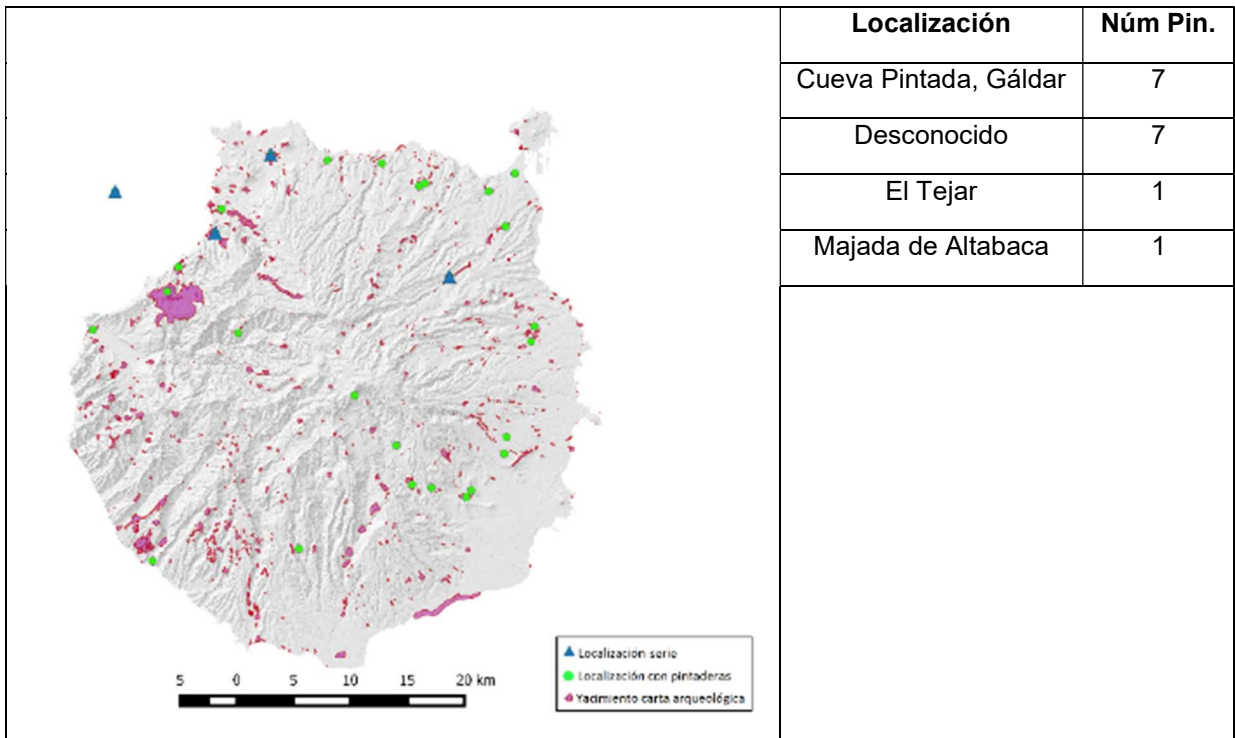 Localización Núm Pin.
Cueva Pintada, Gáldar 7
Desconocido 7
El Tejar 1
Majada de Altabaca 1
Localización serie
Localización con pintaderas
Yacimiento carta arqueológica
5 0 5 10 15 20 km